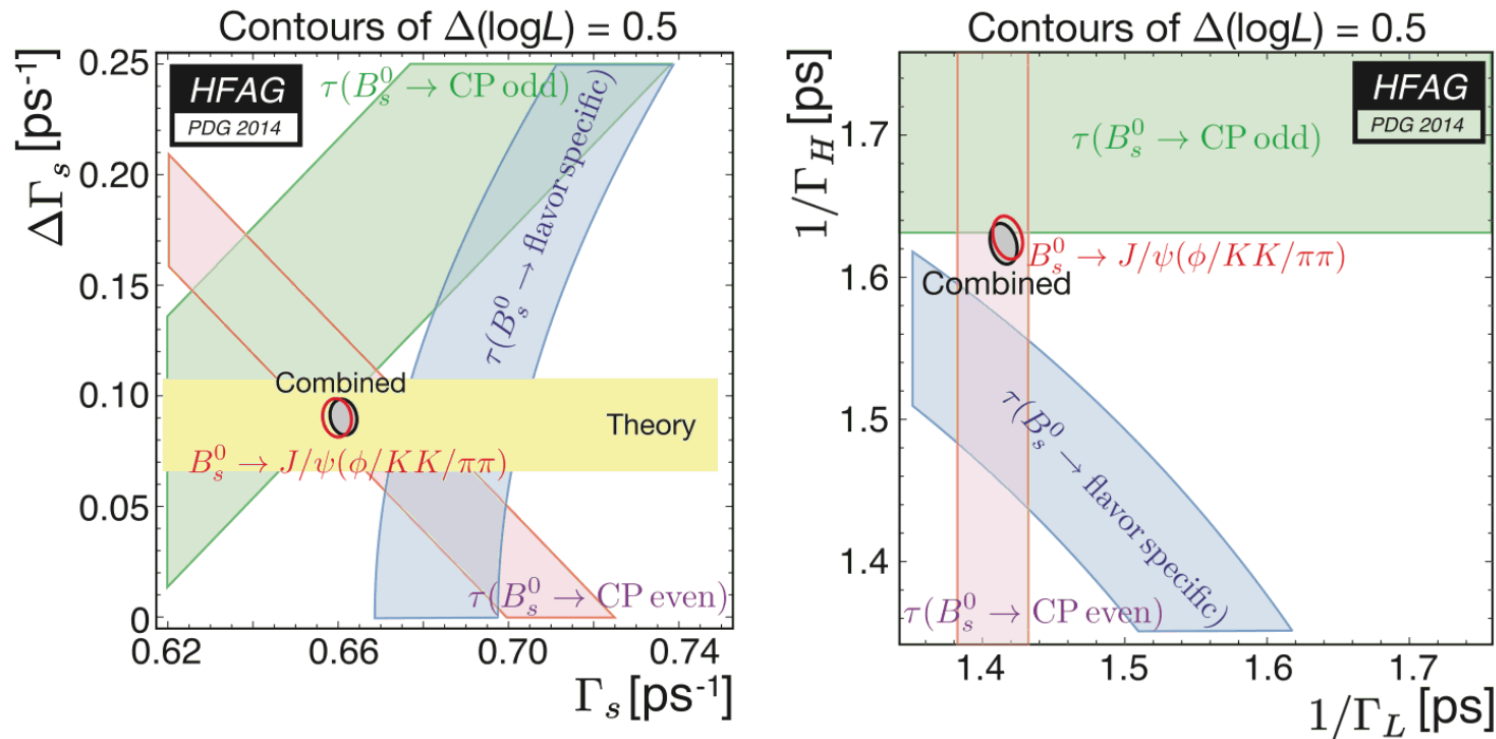 Contours of Δ(logL) = 0.5
ΔΓs [ps-1]
0.25
0.20
0.15
0.10
0.05
0
HFAG
PDG 2014
τ(B0s → CP odd)
τ(B0s → flavor specific)
Combined
Theory
B0s → J/ψ(φ/KK/ππ)
τ(B0s → CP even)
0.62
0.66
0.70
0.74
Γs [ps-1]
Contours of Δ(logL) = 0.5
1/ΓH [ps]
1.7
1.6
1.5
1.4
HFAG
PDG 2014
τ(B0s → CP odd)
B0s → J/ψ(φ/KK/ππ)
Combined
τ(B0s → flavor specific)
τ(B0s → CP even)
1.4
1.5
1.6
1.7
1/ΓL [ps]